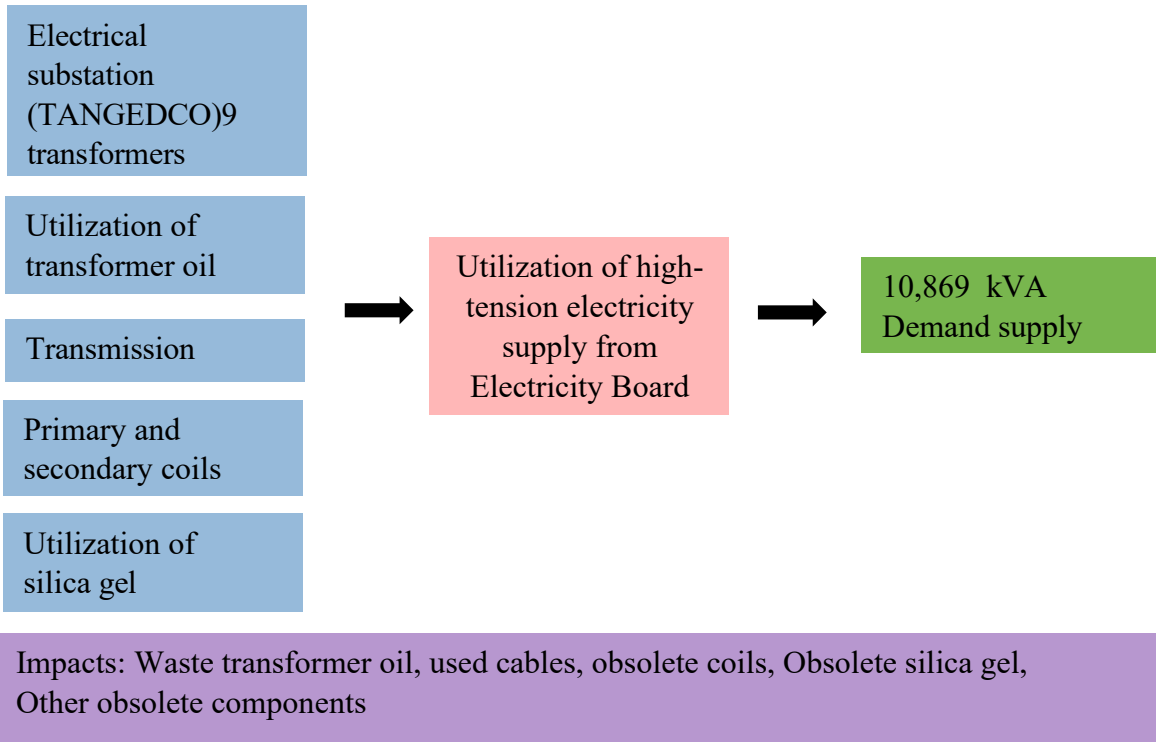 Electrical
substation
(TANGEDCO)9
transformers
Utilization of
transformer oil
Transmission
Primary and
secondary coils
Utilization of
silica gel
Utilization of high-
tension electricity
supply from
Electricity Board
10,869 kVA
Demand supply
Impacts: Waste transformer oil, used cables, obsolete coils, Obsolete silica gel,
Other obsolete components